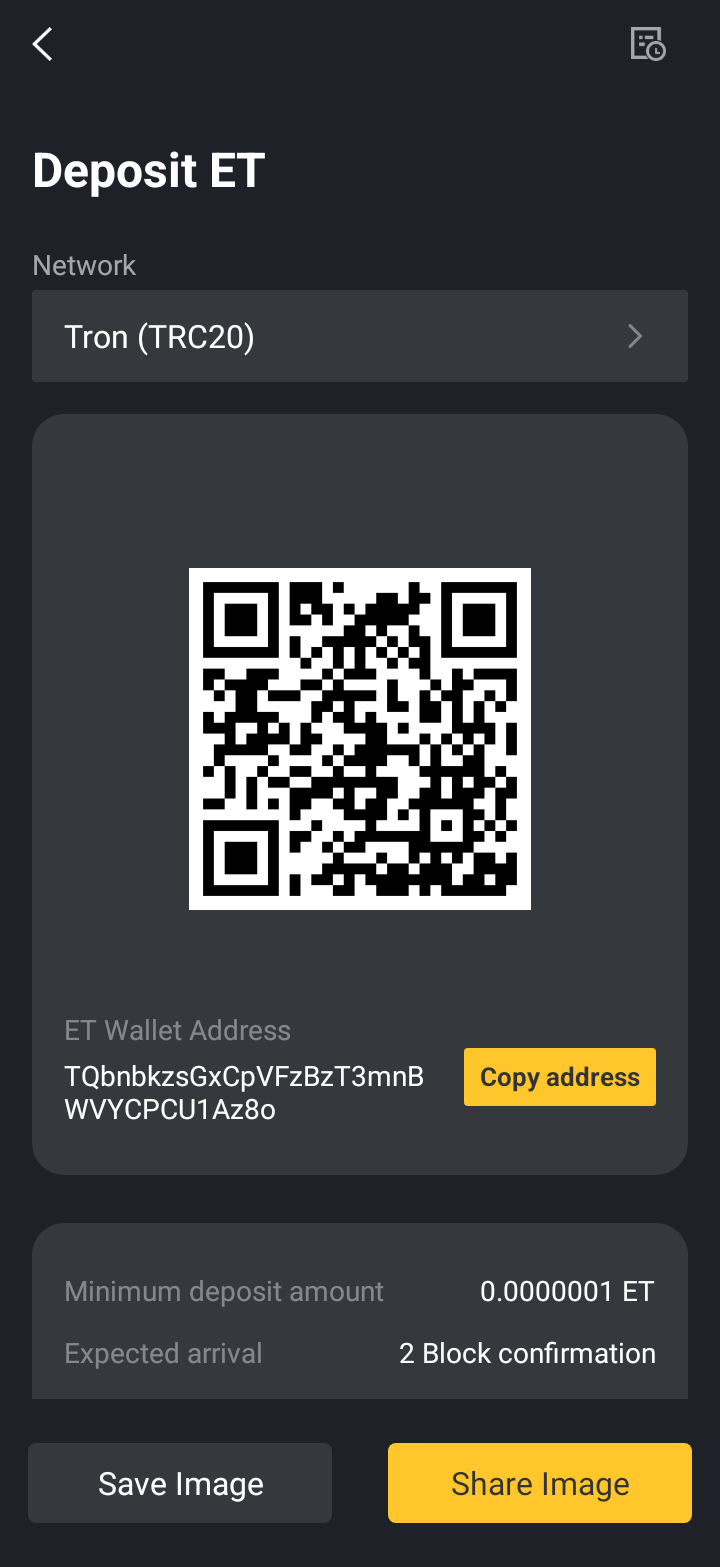 Deposit ET
Network
Tron (TRC20)
ET Wallet Address
TQbnbkzsGxCpVFzBzT3mnB
WVYCPCU1Az8o
Copy address
Minimum deposit amount 0.0000001 ET
Expected arrival 2 Block confirmation
Save Image Share Image